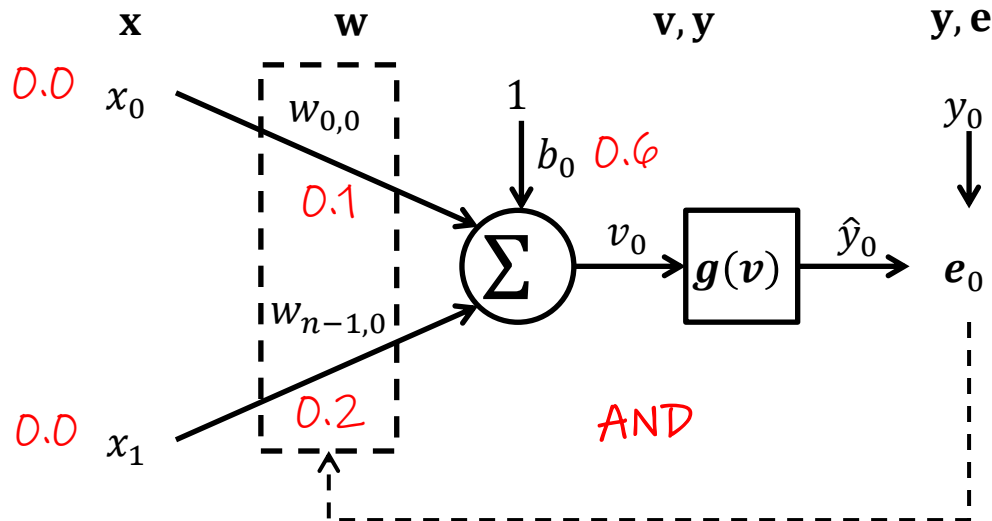 x w v, y y, e
0.0 x₀ w₀,₀ 1 y₀
b₀ 0.6
0.1
Σ v₀ g(v) ŷ₀ e₀
wₙ₋₁,₀
0.2 AND
0.0 x₁